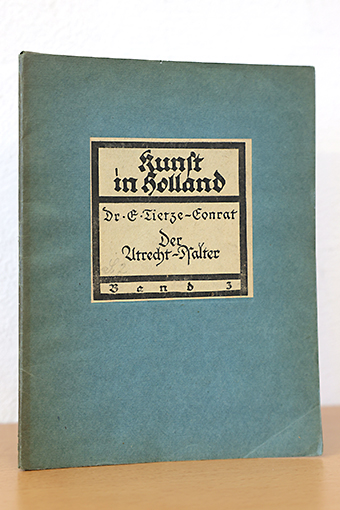 Kunst
in Holland
Dr. E. Tietze-Conrat
Der
Utrecht-Psalter
Band 3